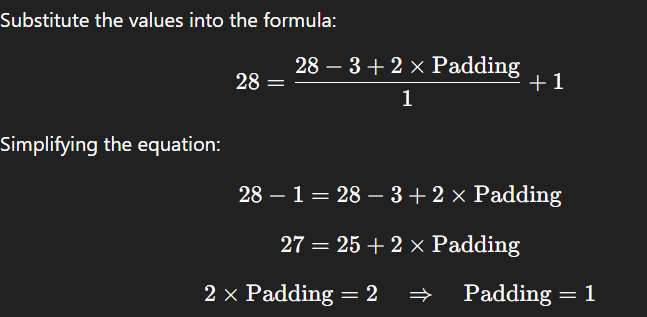 Substitute the values into the formula:
28 = \frac{28 − 3 + 2 × Padding}{1} + 1
Simplifying the equation:
28 − 1 = 28 − 3 + 2 × Padding
27 = 25 + 2 × Padding
2 × Padding = 2 ⇒ Padding = 1